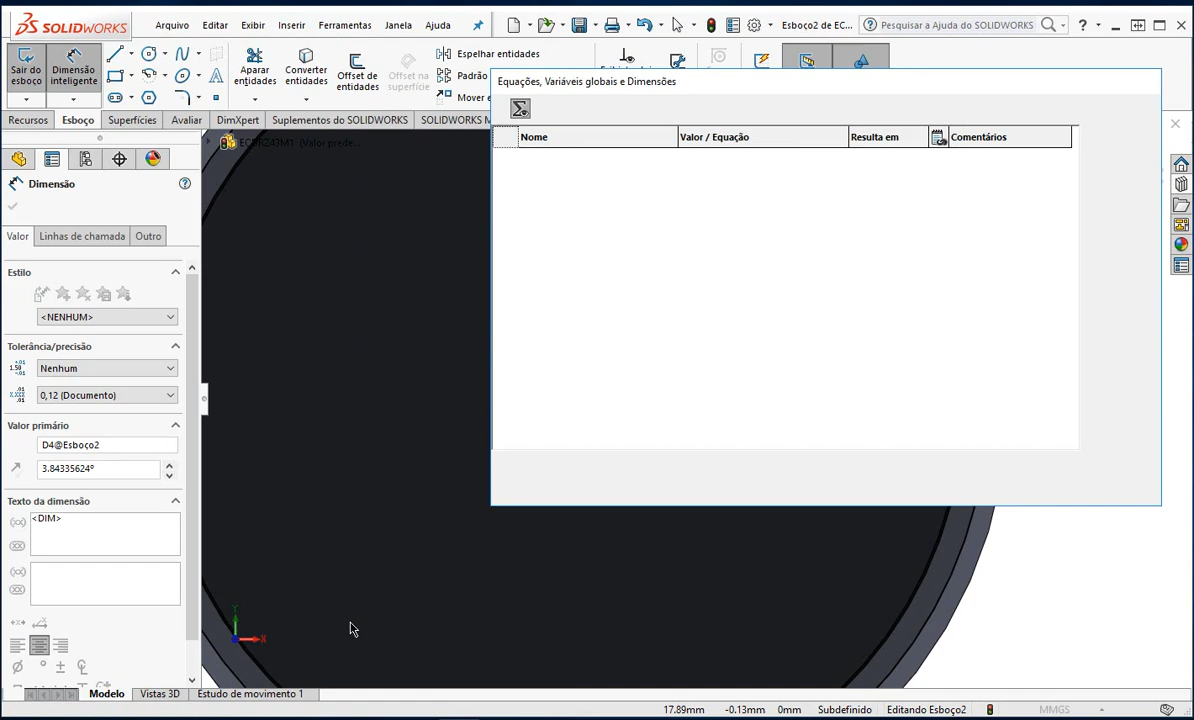 SOLIDWORKS
Arquivo Editar Exibir Inserir Ferramentas Janela Ajuda
Esboço2 de EC...
Pesquisar a Ajuda do SOLIDWORKS
Sair do esboço
Dimensão inteligente
Aparar entidades
Converter entidades
Offset de entidades
Offset na superfície
Espelhar entidades
Padrão
Mover e
Recursos Esboço Superfícies Avaliar DimXpert Suplementos do SOLIDWORKS SOLIDWORKS M
Equações, Variáveis globais e Dimensões
Nome Valor / Equação Resulta em Comentários
Dimensão
Valor Linhas de chamada Outro
Estilo
<NENHUM>
Tolerância/precisão
Nenhum
0,12 (Documento)
Valor primário
D4@Esboço2
3.84335624º
Texto da dimensão
<DIM>
Y
X
Modelo Vistas 3D Estudo de movimento 1
17.89mm -0.13mm 0mm Subdefinido Editando Esboço2 MMGS